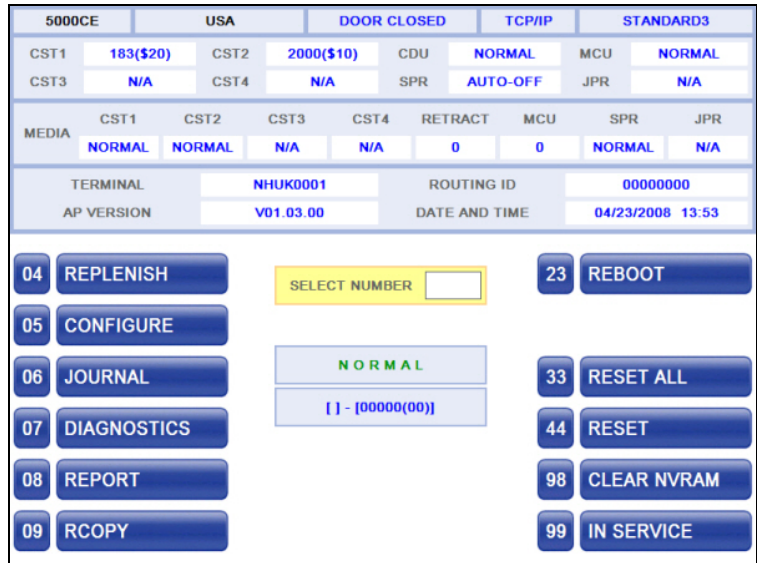 5000CE USA DOOR CLOSED TCP/IP STANDARD3
CST1 183($20) CST2 2000($10) CDU NORMAL MCU NORMAL
CST3 N/A CST4 N/A SPR AUTO-OFF JPR N/A
CST1 CST2 CST3 CST4 RETRACT MCU SPR JPR
MEDIA
NORMAL NORMAL N/A N/A 0 0 NORMAL N/A
TERMINAL NHUK0001 ROUTING ID 00000000
AP VERSION V01.03.00 DATE AND TIME 04/23/2008 13:53
04 REPLENISH SELECT NUMBER 23 REBOOT
05 CONFIGURE
06 JOURNAL NORMAL 33 RESET ALL
[ ] - [00000(00)]
07 DIAGNOSTICS 44 RESET
08 REPORT 98 CLEAR NVRAM
09 RCOPY 99 IN SERVICE